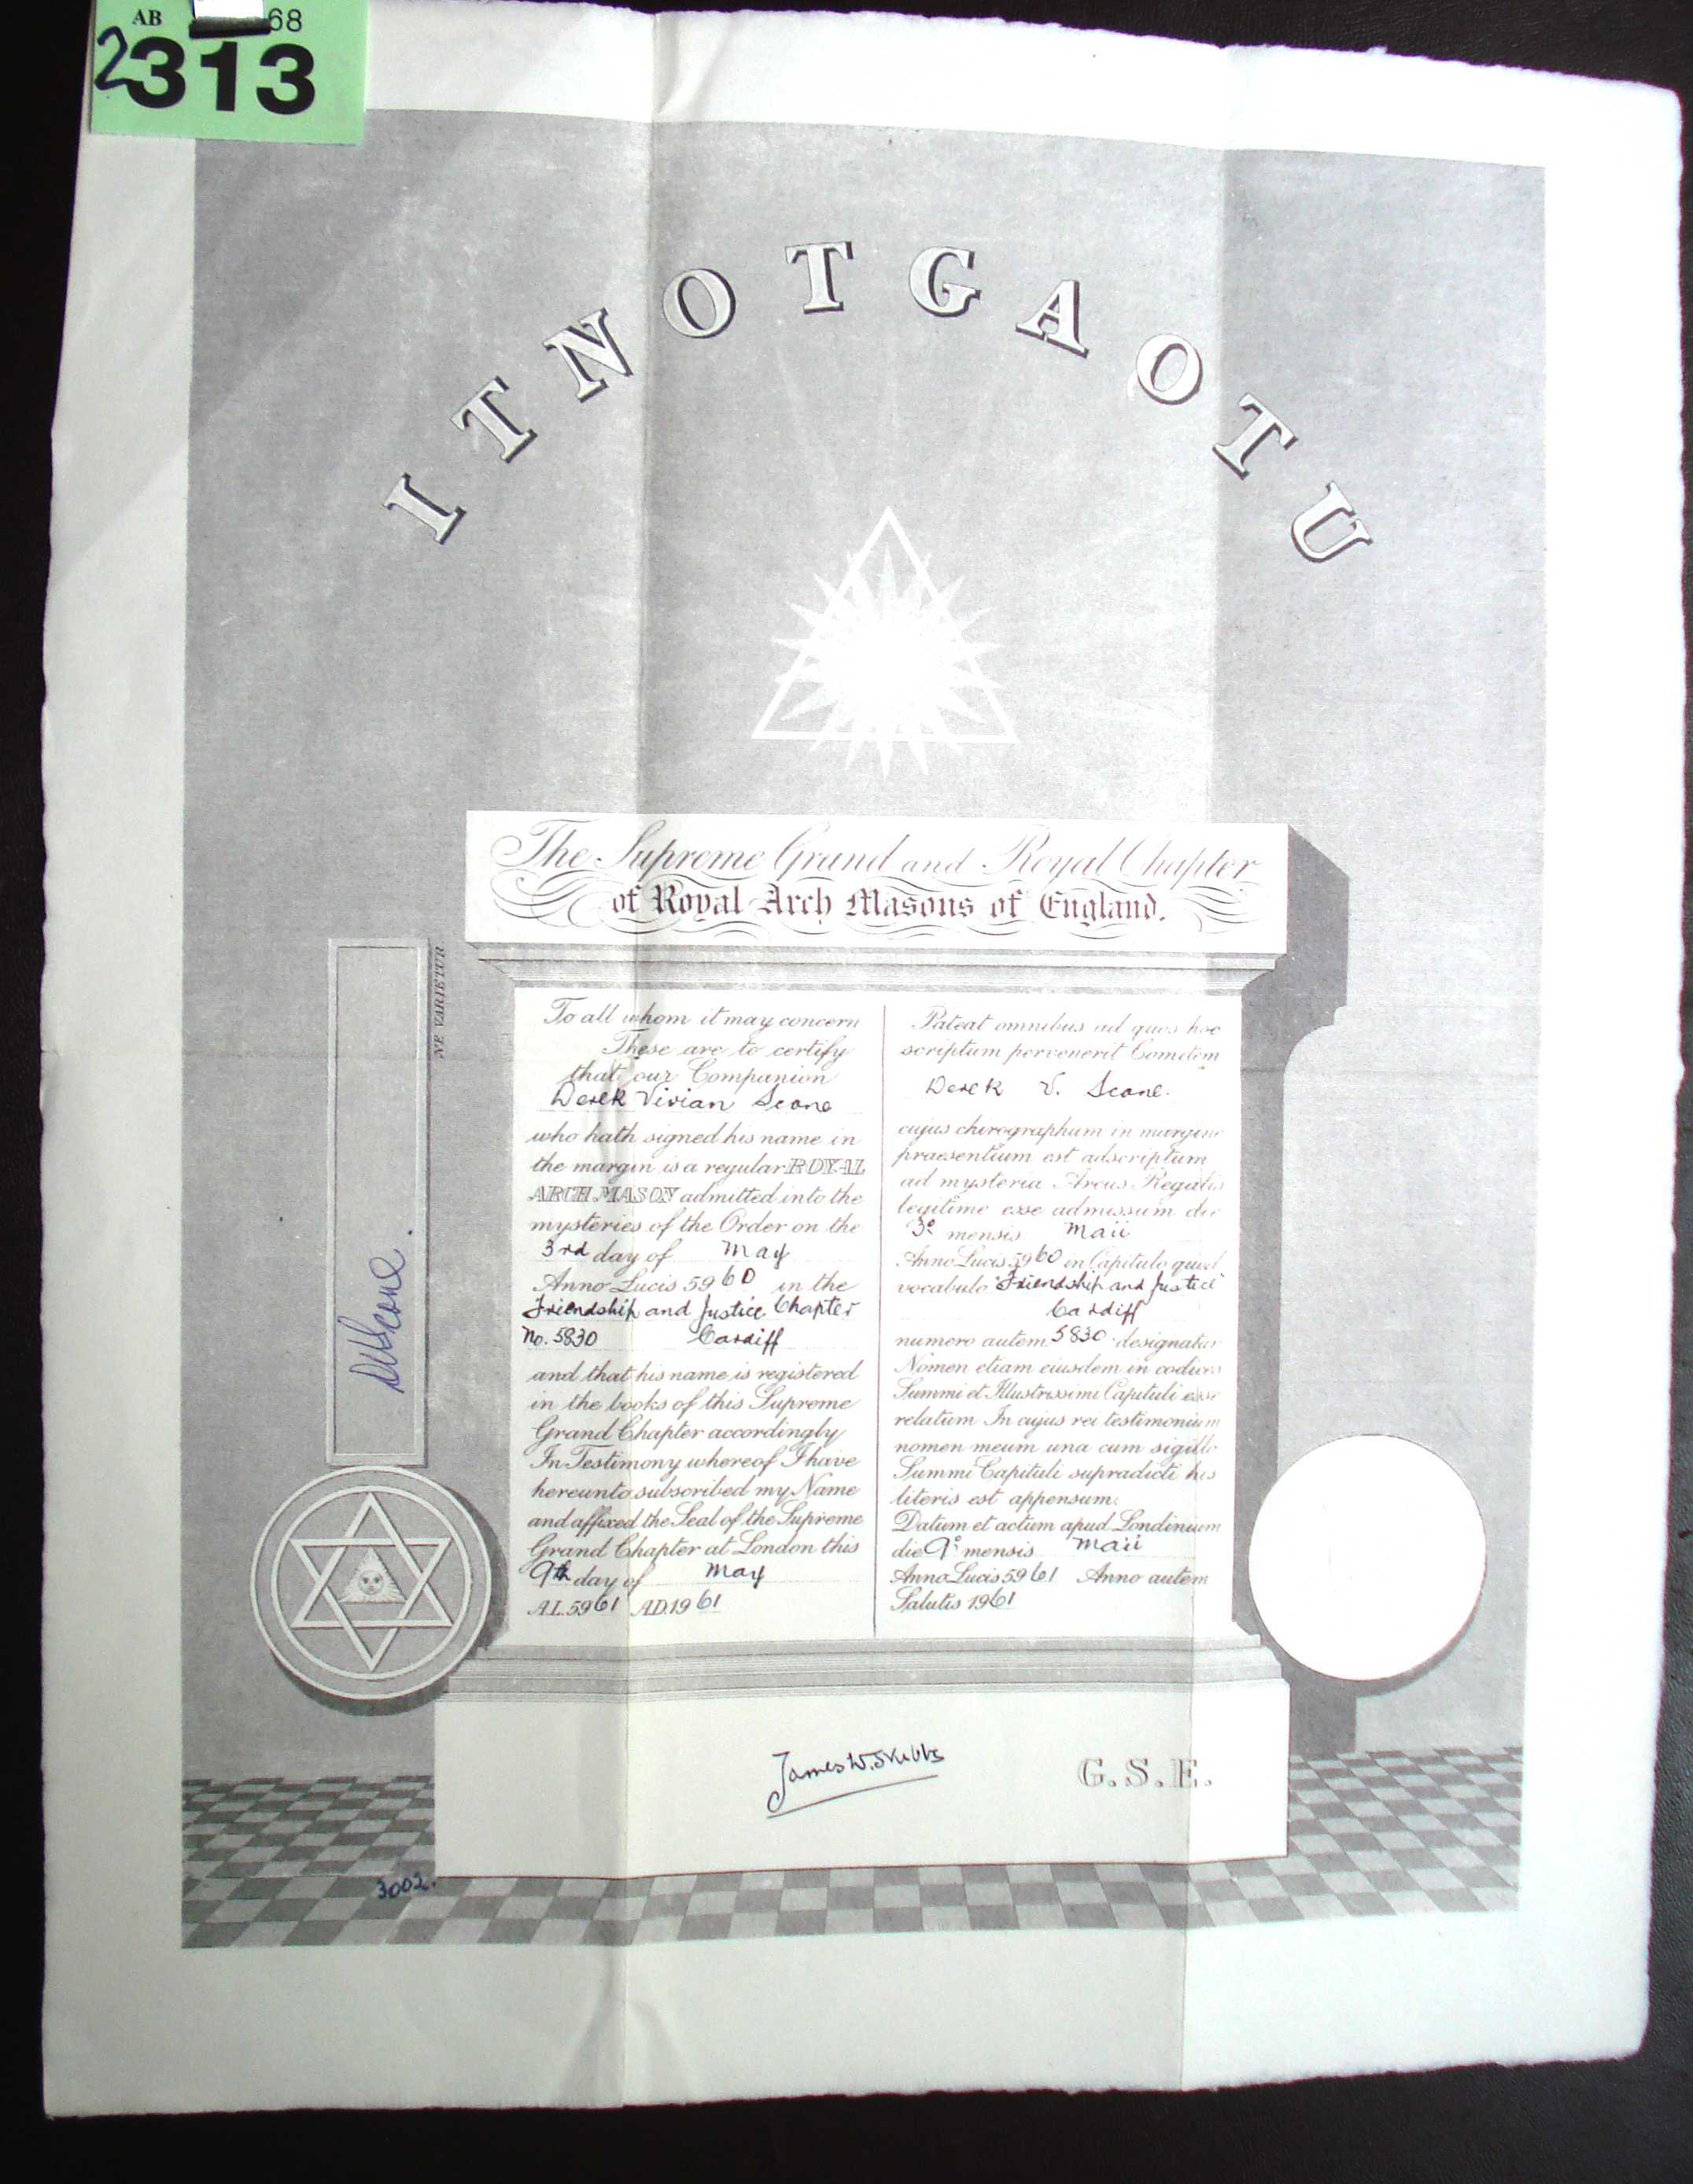 AB 68
2313
I T N O T G A O T U
The Supreme Grand and Royal Chapter
of Royal Arch Masons of England.
NE VARIETUR
To all whom it may concern
These are to certify
that our Companion
Derek Vivian Scone
who hath signed his name in
the margin is a regular ROYAL
ARCH MASON admitted into the
mysteries of the Order on the
3rd day of May
Anno Lucis 5960 in the
Friendship and Justice Chapter
No. 5830 Cardiff
and that his name is registered
in the books of this Supreme
Grand Chapter accordingly
In Testimony whereof I have
hereunto subscribed my Name
and affixed the Seal of the Supreme
Grand Chapter at London this
9th day of May
A.L. 5961 A.D. 1961
Pateat omnibus ad quos hoc
scriptum pervenerit Comitem
Derek V. Scone.
cujus chirographum in margine
praesentium est adscriptum
ad mysteria Arcus Regalis
legitime esse admissum die
3º mensis Maii
Anno Lucis 5960 in Capitulo quod
vocabulo Friendship and Justice
Cardiff
numero autem 5830 designatur
Nomen etiam eiusdem in codices
Summi et Illustrissimi Capituli esse
relatum In cujus rei testimonium
nomen meum una cum sigillo
Summi Capituli supradicti his
literis est appensum.
Datum et actum apud Londinium
die 9º mensis Maii
Anno Lucis 5961 Anno autem
Salutis 1961
DVScone.
James W. Stubbs
G.S.E.
3002.